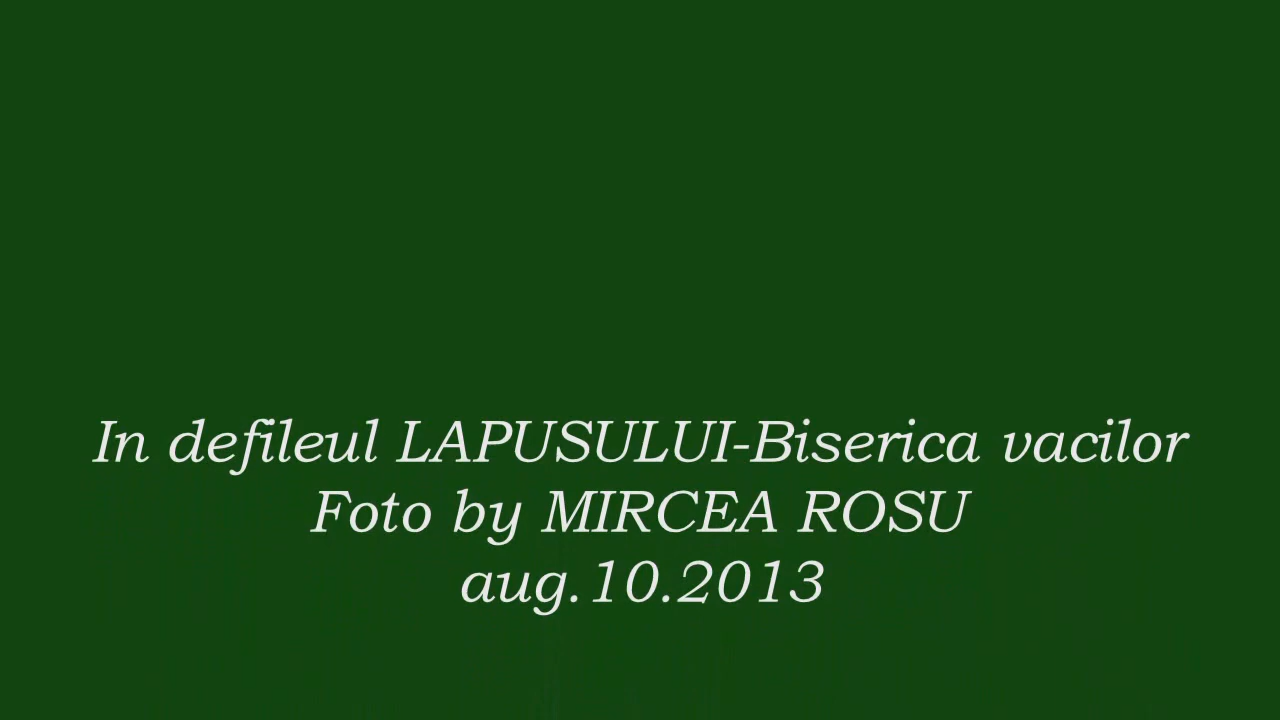 In defileul LAPUSULUI-Biserica vacilor
Foto by MIRCEA ROSU
aug.10.2013